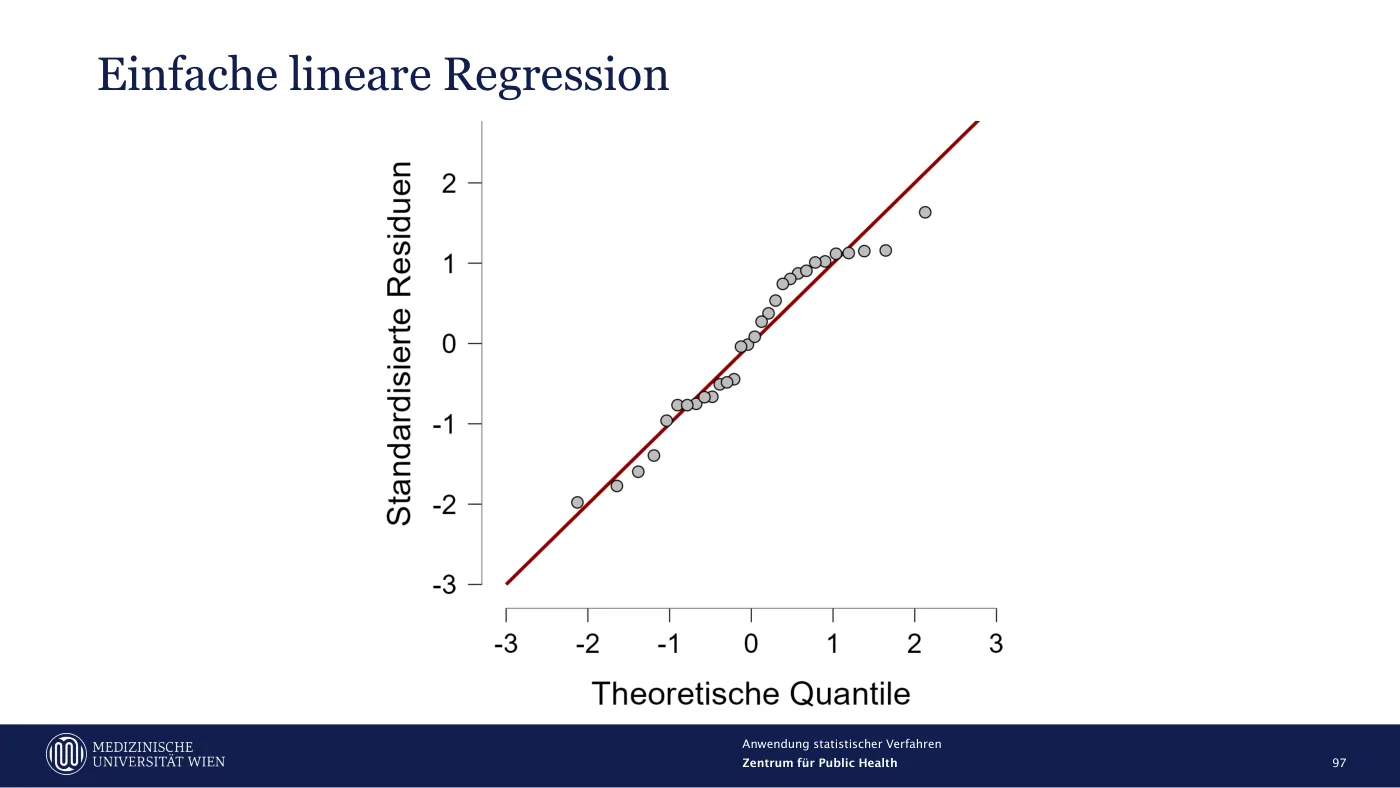 Einfache lineare Regression
Standardisierte Residuen
2
1
0
-1
-2
-3
-3 -2 -1 0 1 2 3
Theoretische Quantile
MEDIZINISCHE
UNIVERSITÄT WIEN
Anwendung statistischer Verfahren
Zentrum für Public Health
97